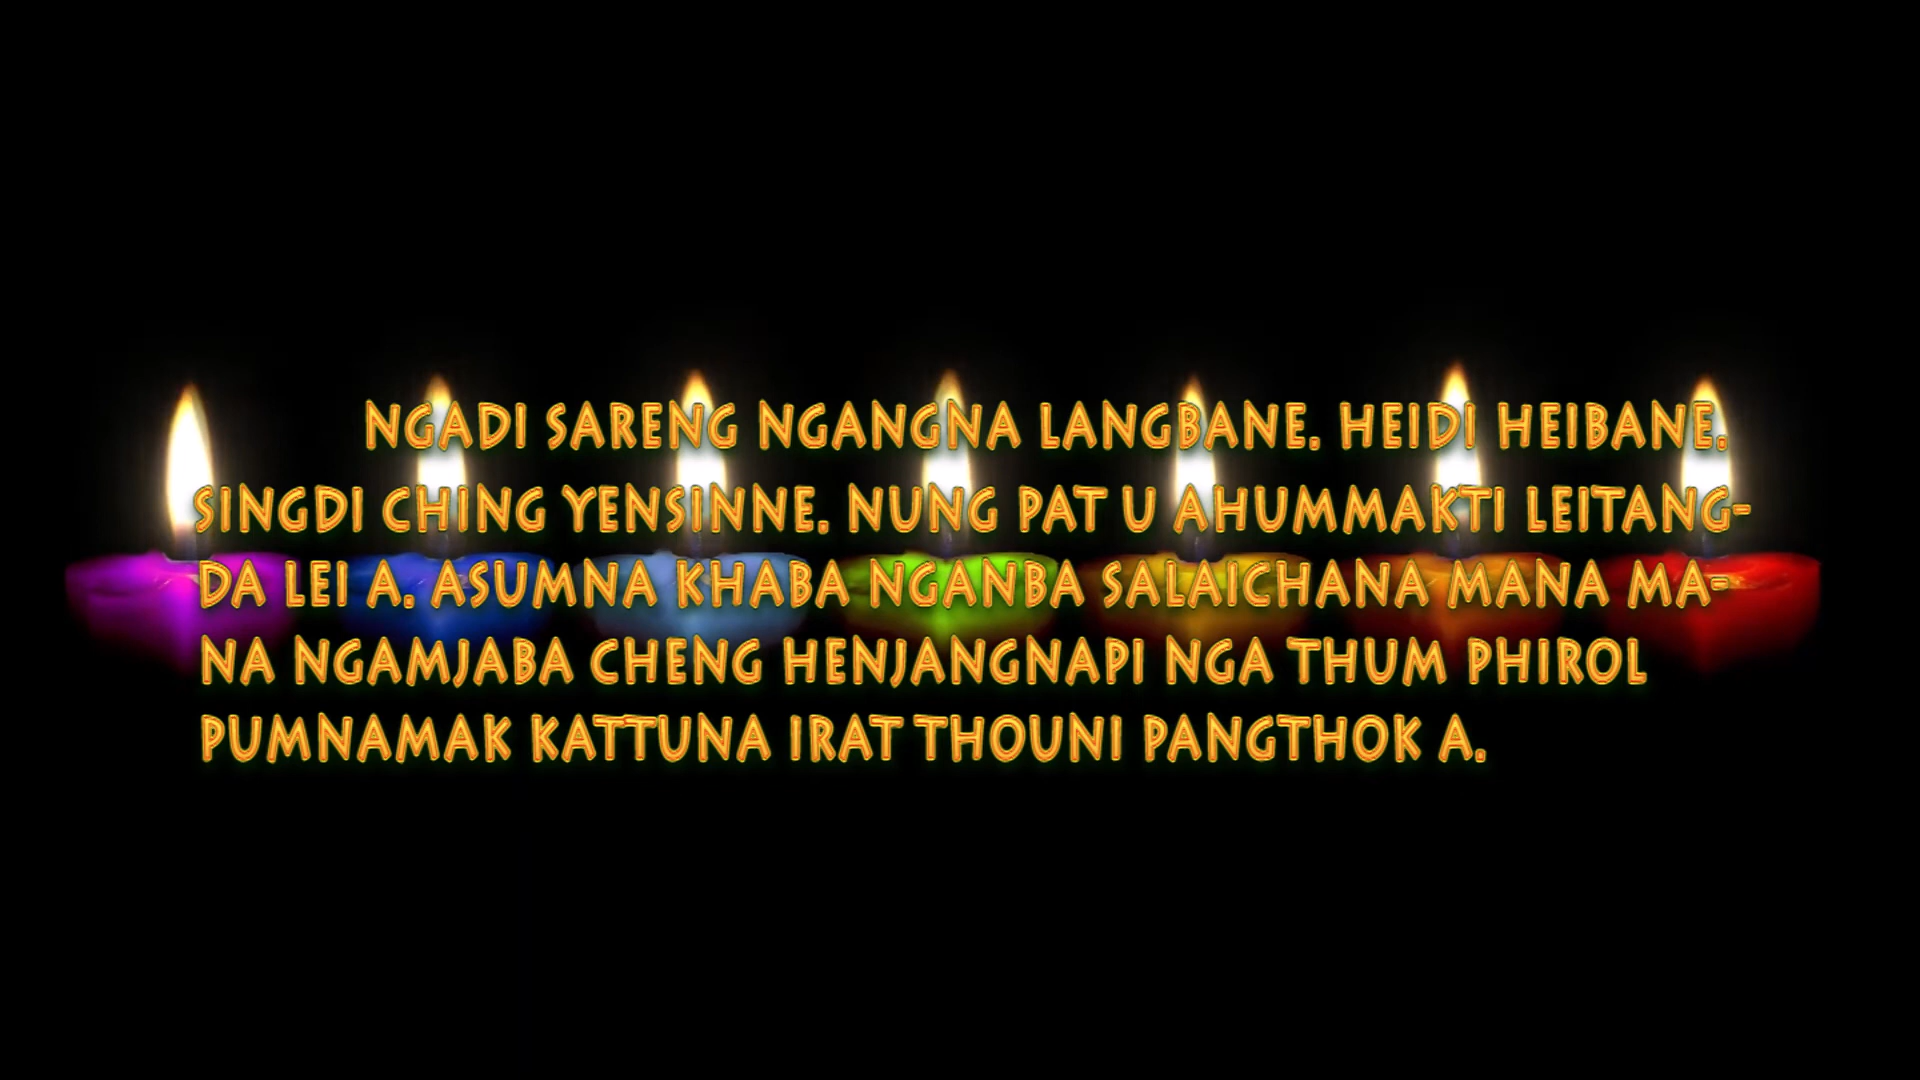 NGADI SARENG NGANGNA LANGBANE. HEIDI HEIBANE.
SINGDI CHING YENSINNE. NUNG PAT U AHUMMAKTI LEITANG-
DA LEI A. ASUMNA KHABA NGANBA SALAICHANA MANA MA-
NA NGAMJABA CHENG HENJANGNAPI NGA THUM PHIROL
PUMNAMAK KATTUNA IRAT THOUNI PANGTHOK A.